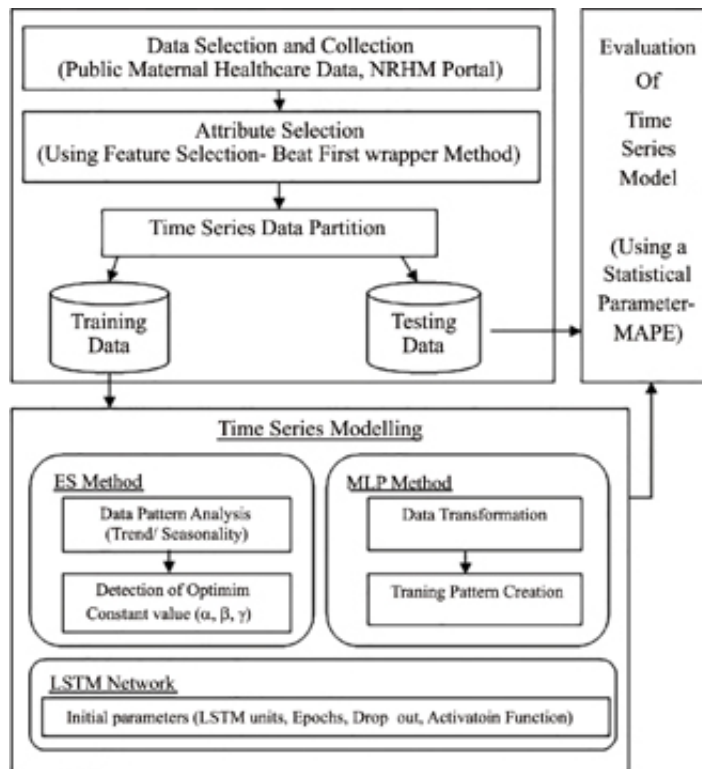 Data Selection and Collection
(Public Maternal Healthcare Data, NRHM Portal)
Attribute Selection
(Using Feature Selection- Beat First wrapper Method)
Time Series Data Partition
Training
Data
Testing
Data
Evaluation
Of
Time
Series
Model
(Using a
Statistical
Parameter-
MAPE)
Time Series Modelling
ES Method
Data Pattern Analysis
(Trend/ Seasonality)
Detection of Optimim
Constant value (α, β, γ)
MLP Method
Data Transformation
Traning Pattern Creation
LSTM Network
Initial parameters (LSTM units, Epochs, Drop out, Activatoin Function)